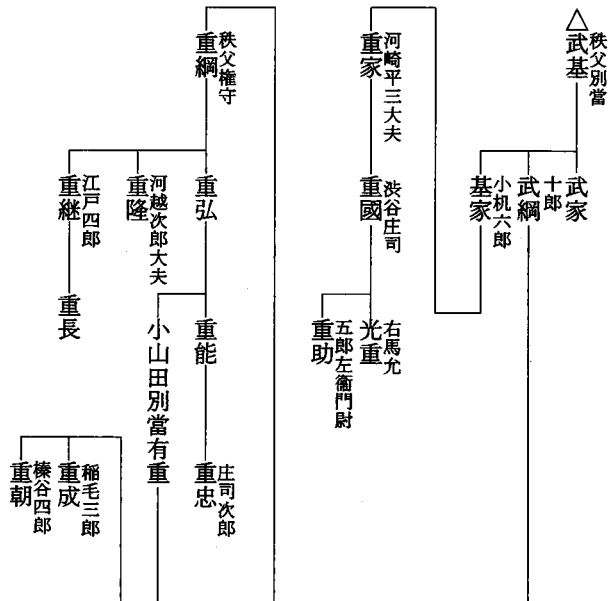 △武基
秩父別當
武家
武綱
十郎
基家
小机六郎
重家
河崎平三大夫
重國
渋谷庄司
光重
右馬允
重助
五郎左衞門尉
重綱
秩父権守
重弘
重隆
河越次郎大夫
重継
江戸四郎
重長
重能
小山田別當有重
重忠
庄司次郎
重成
稲毛三郎
重朝
榛谷四郎